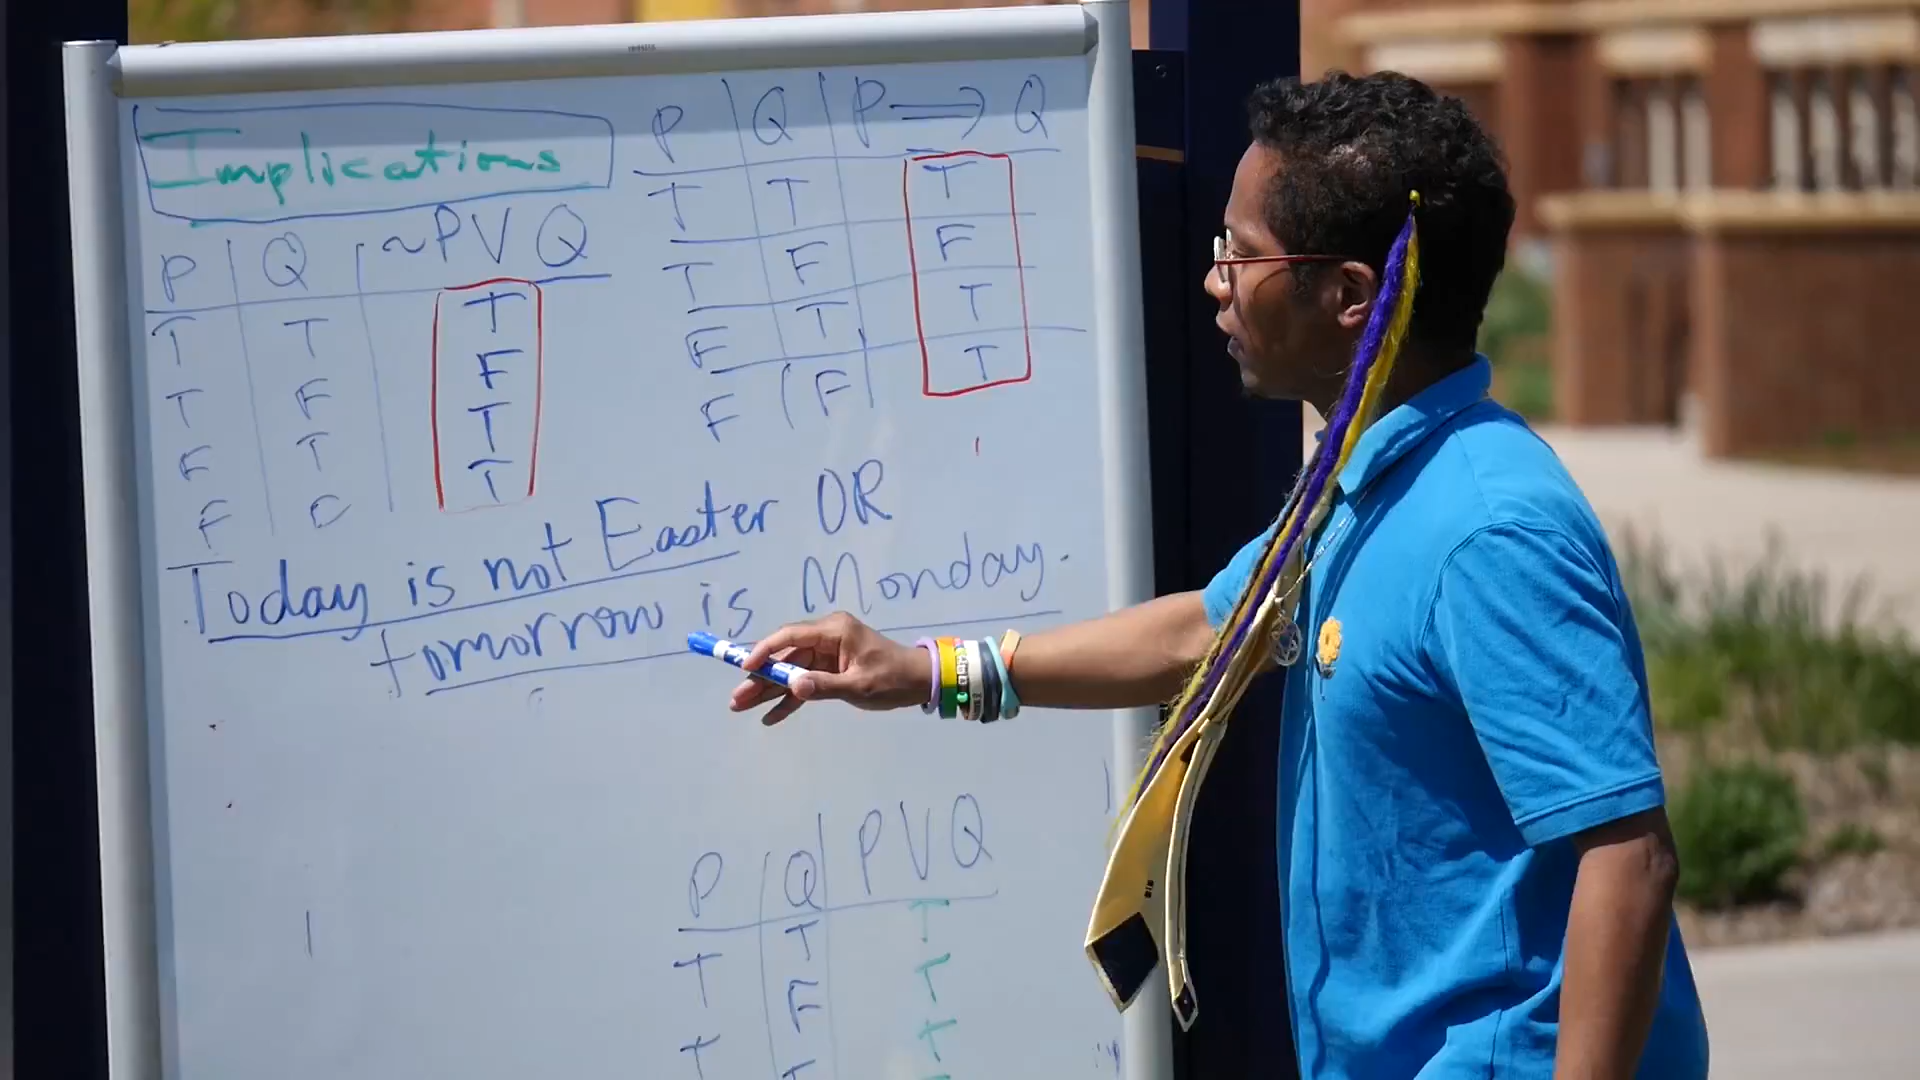 Implications
P Q ~P V Q
T T T
T F F
F T T
F T
P Q P ⟹ Q
T T T
T F F
F T T
F F T
Today is not Easter OR
tomorrow is Monday.
P Q P V Q
T T
T F T
T T